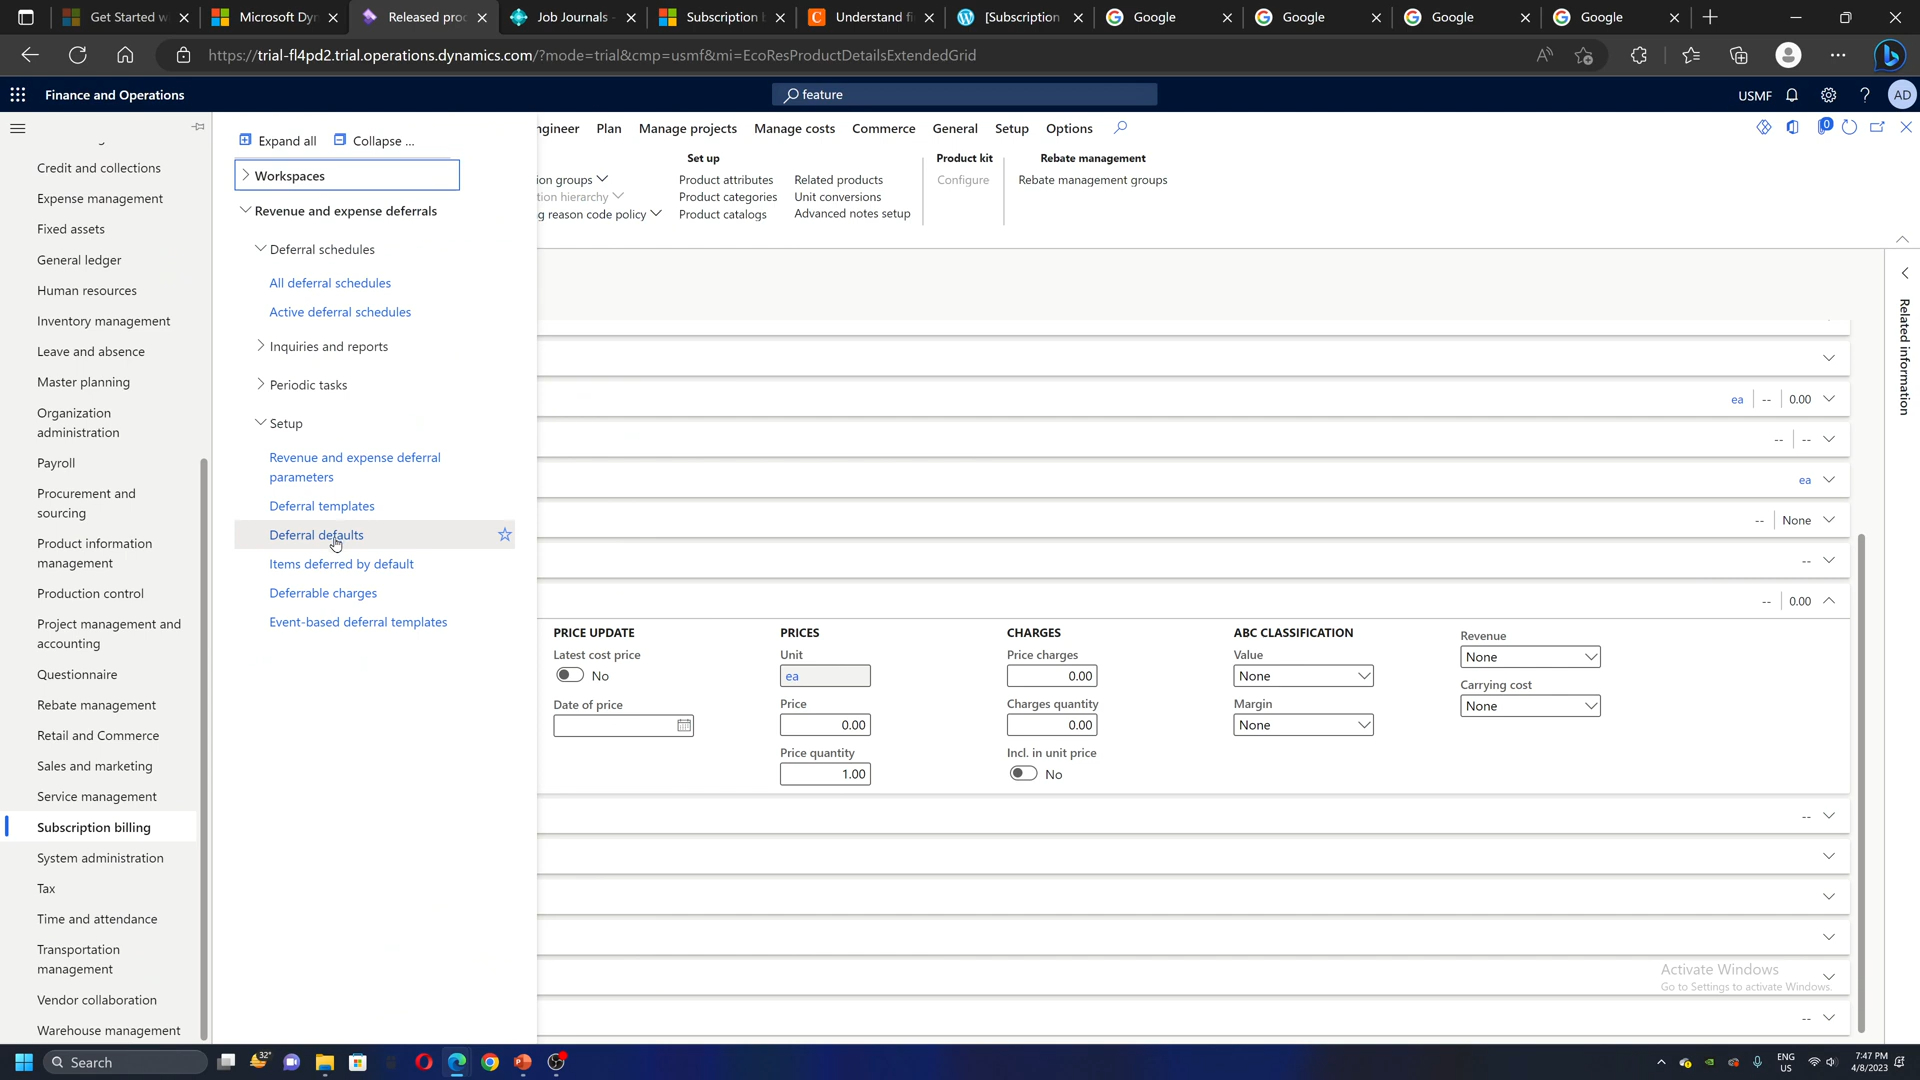 Get Started w
Microsoft Dyn
Released proc
Job Journals -
Subscription b
Understand fi
[Subscription
Google
Google
Google
Google
https://trial-fl4pd2.trial.operations.dynamics.com/?mode=trial&cmp=usmf&mi=EcoResProductDetailsExtendedGrid
Finance and Operations
feature
USMF
AD
Expand all
Collapse ...
ngineer
Plan
Manage projects
Manage costs
Commerce
General
Setup
Options
0
Set up
Product kit
Rebate management
ion groups
Product attributes
Related products
Configure
Rebate management groups
tion hierarchy
Product categories
Unit conversions
g reason code policy
Product catalogs
Advanced notes setup
Credit and collections
Expense management
Fixed assets
General ledger
Human resources
Inventory management
Leave and absence
Master planning
Organization
administration
Payroll
Procurement and
sourcing
Product information
management
Production control
Project management and
accounting
Questionnaire
Rebate management
Retail and Commerce
Sales and marketing
Service management
Subscription billing
System administration
Tax
Time and attendance
Transportation
management
Vendor collaboration
Warehouse management
Workspaces
Revenue and expense deferrals
Deferral schedules
All deferral schedules
Active deferral schedules
Inquiries and reports
Periodic tasks
Setup
Revenue and expense deferral
parameters
Deferral templates
Deferral defaults
Items deferred by default
Deferrable charges
Event-based deferral templates
Related information
ea -- 0.00
-- --
ea
-- None
--
-- 0.00
PRICE UPDATE
Latest cost price
No
Date of price
PRICES
Unit
ea
Price
0.00
Price quantity
1.00
CHARGES
Price charges
0.00
Charges quantity
0.00
Incl. in unit price
No
ABC CLASSIFICATION
Value
None
Margin
None
Revenue
None
Carrying cost
None
--
Activate Windows
Go to Settings to activate Windows.
--
Search
32°
ENG
US
7:47 PM
4/8/2023